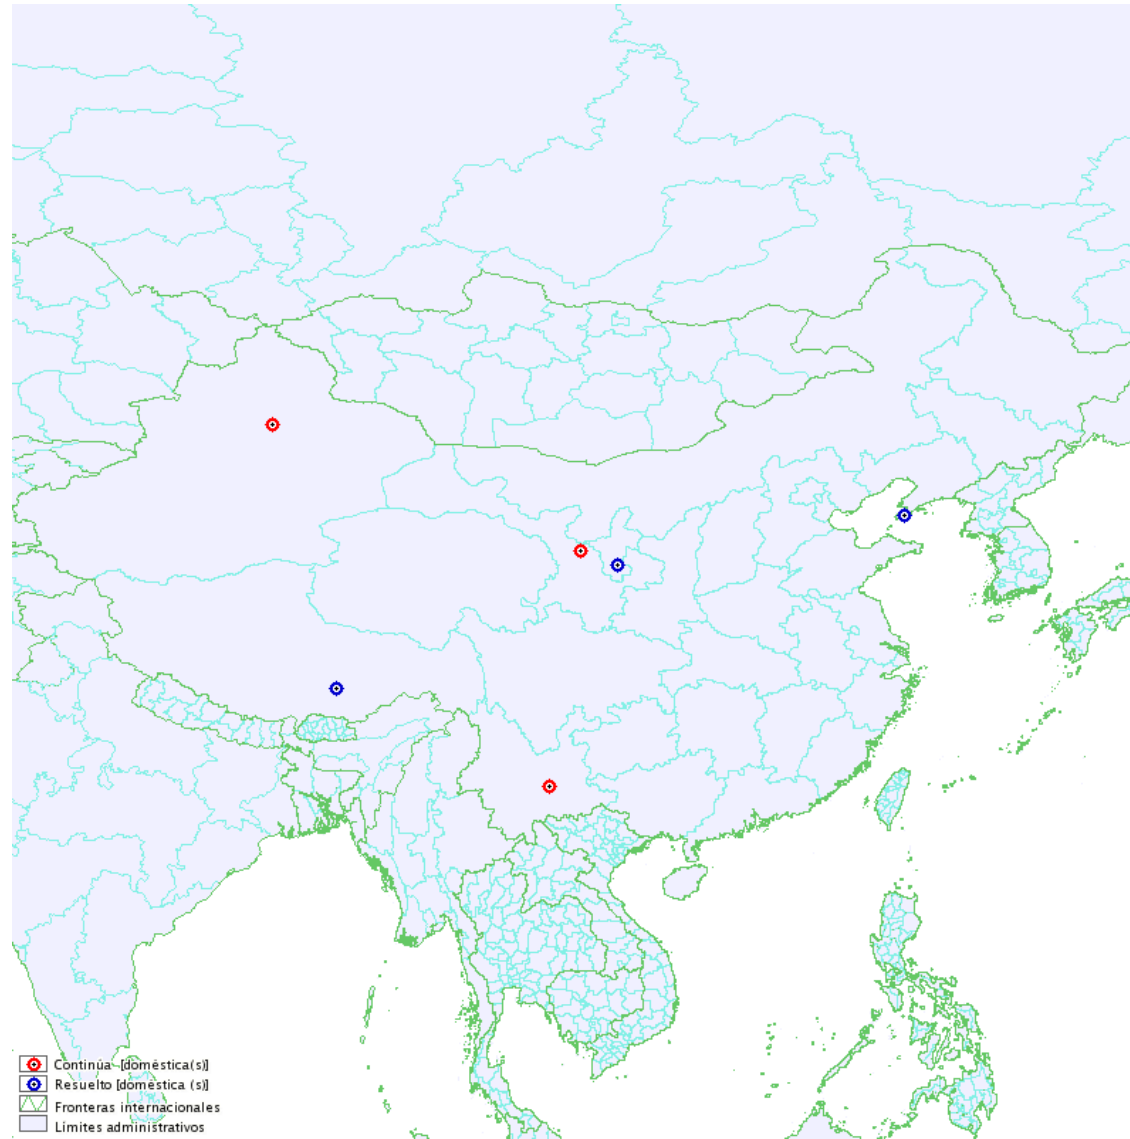 Continúa [doméstica(s)]
Resuelto [doméstica (s)]
Fronteras internacionales
Límites administrativos